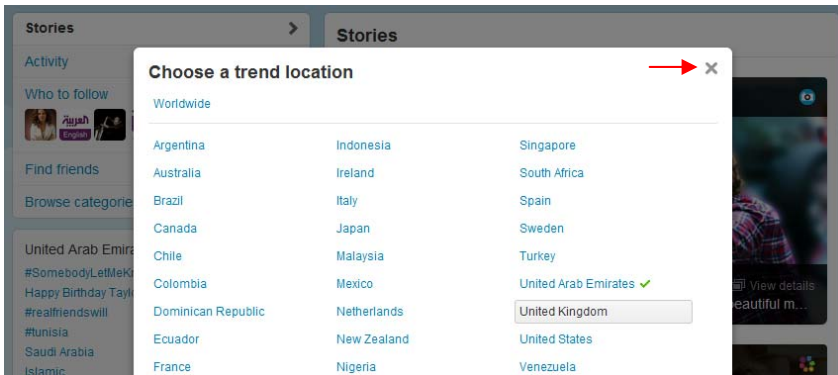 Stories
Activity
Who to follow
العربية
English
Find friends
Browse categorie
United Arab Emira
#SomebodyLetMeKn
Happy Birthday Taylo
#realfriendswill
#tunisia
Saudi Arabia
Islamic
Stories
Choose a trend location
Worldwide
Argentina Indonesia Singapore
Australia Ireland South Africa
Brazil Italy Spain
Canada Japan Sweden
Chile Malaysia Turkey
Colombia Mexico United Arab Emirates
Dominican Republic Netherlands United Kingdom
Ecuador New Zealand United States
France Nigeria Venezuela
View details
eautiful m...